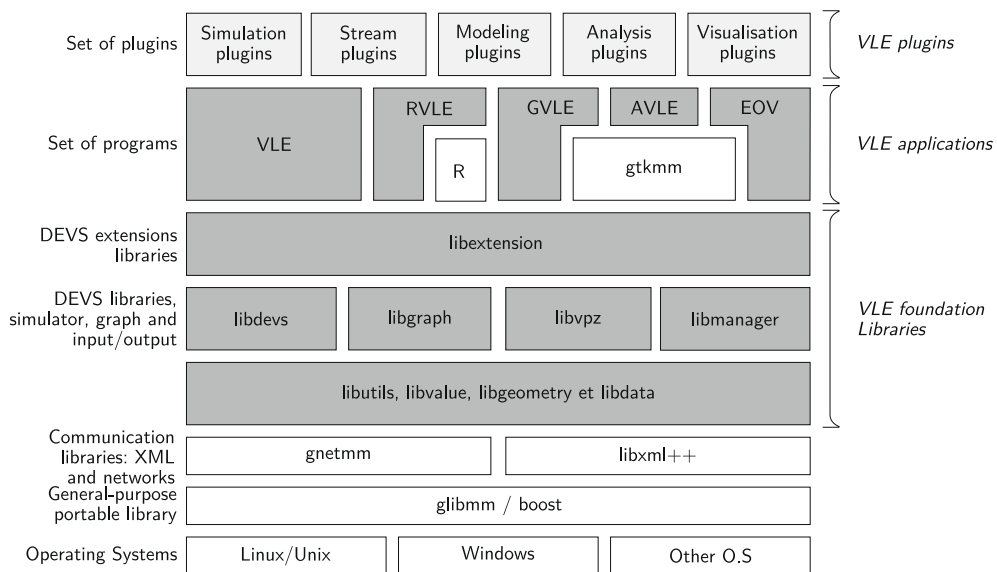 Set of plugins
Simulation
plugins
Stream
plugins
Modeling
plugins
Analysis
plugins
Visualisation
plugins
VLE plugins
Set of programs
VLE
RVLE
R
GVLE
AVLE
EOV
gtkmm
VLE applications
DEVS extensions
libraries
libextension
DEVS libraries,
simulator, graph and
input/output
libdevs
libgraph
libvpz
libmanager
VLE foundation
Libraries
libutils, libvalue, libgeometry et libdata
Communication
libraries: XML
and networks
gnetmm
libxml++
General-purpose
portable library
glibmm / boost
Operating Systems
Linux/Unix
Windows
Other O.S